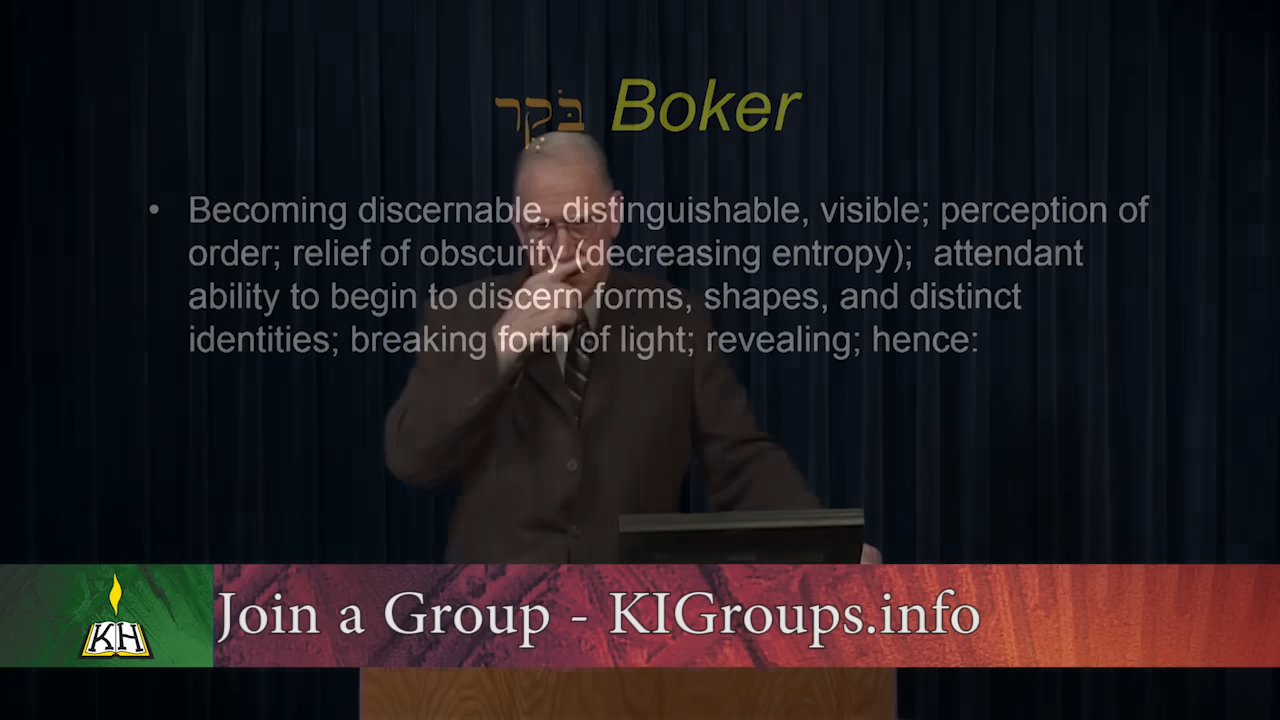 בֹּקֶר Boker
• Becoming discernable, distinguishable, visible; perception of
order; relief of obscurity (decreasing entropy); attendant
ability to begin to discern forms, shapes, and distinct
identities; breaking forth of light; revealing; hence:
KH
Join a Group - KIGroups.info